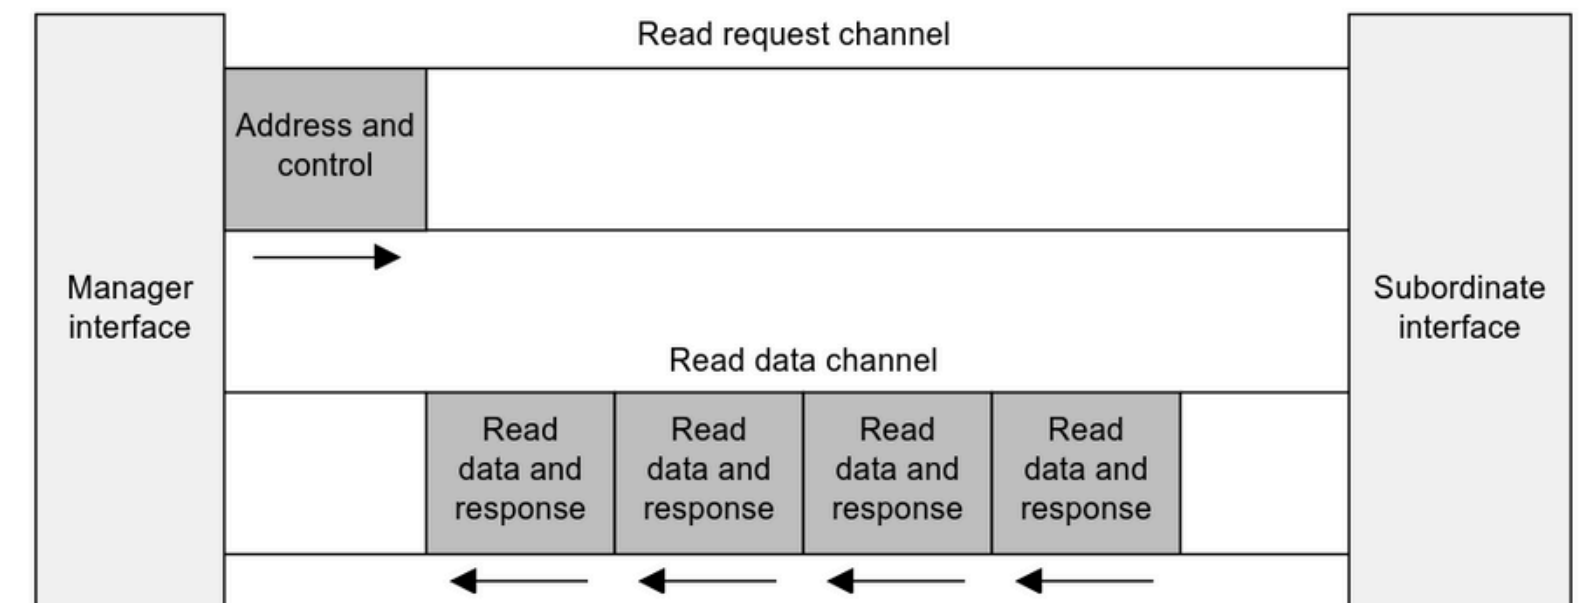 Read request channel
Address and
control
Manager
interface
Subordinate
interface
Read data channel
Read
data and
response
Read
data and
response
Read
data and
response
Read
data and
response